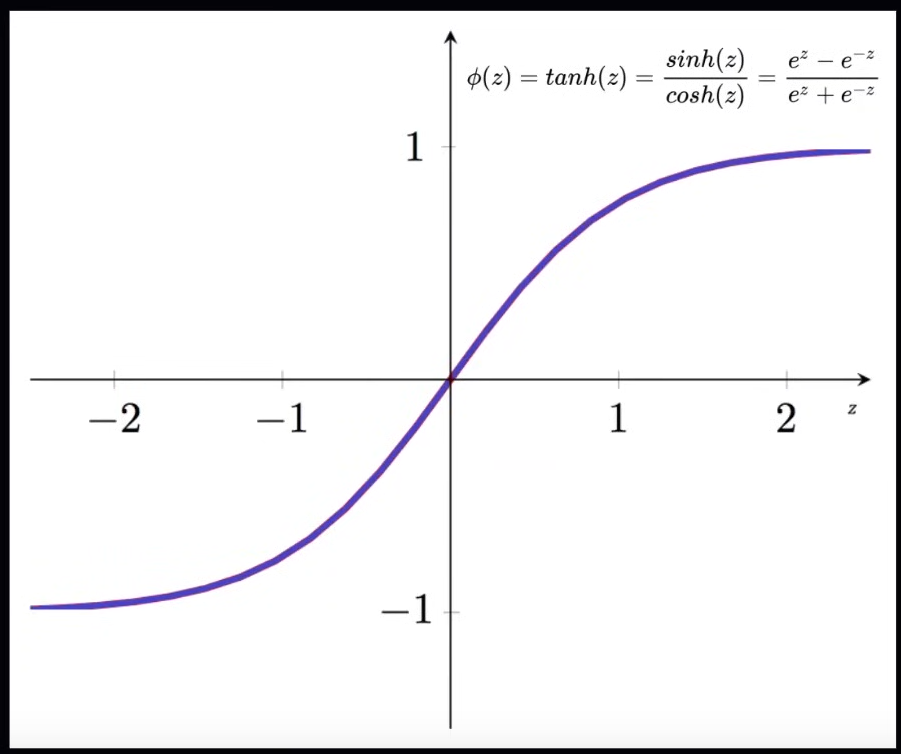 ϕ(z) = tanh(z) = sinh(z)/cosh(z) = (e^z − e^−z)/(e^z + e^−z)
1
−2 −1 1 2 z
−1